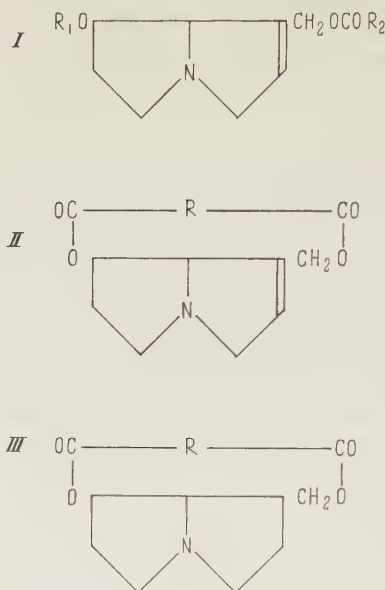 I
R₁O CH₂OCOR₂
N
II
OC R CO
O CH₂O
N
III
OC R CO
O CH₂O
N